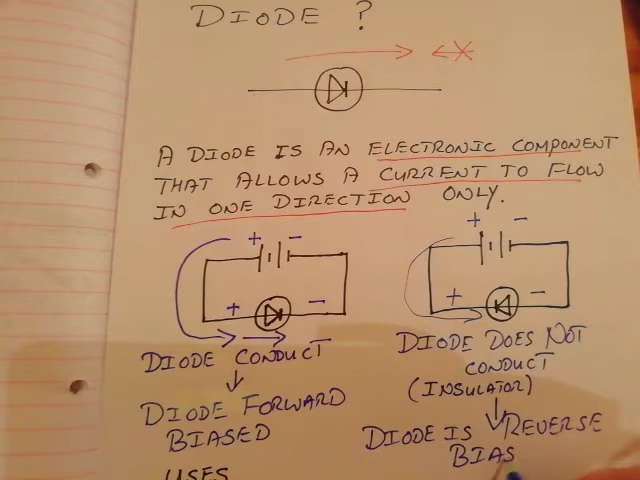 DIODE ?
A DIODE IS AN ELECTRONIC COMPONENT
THAT ALLOWS A CURRENT TO FLOW
IN ONE DIRECTION ONLY.
+ -
+ -
DIODE CONDUCT
DIODE FORWARD
BIASED
USES
+ -
+ -
DIODE DOES NOT
CONDUCT
(INSULATOR)
DIODE IS REVERSE
BIAS